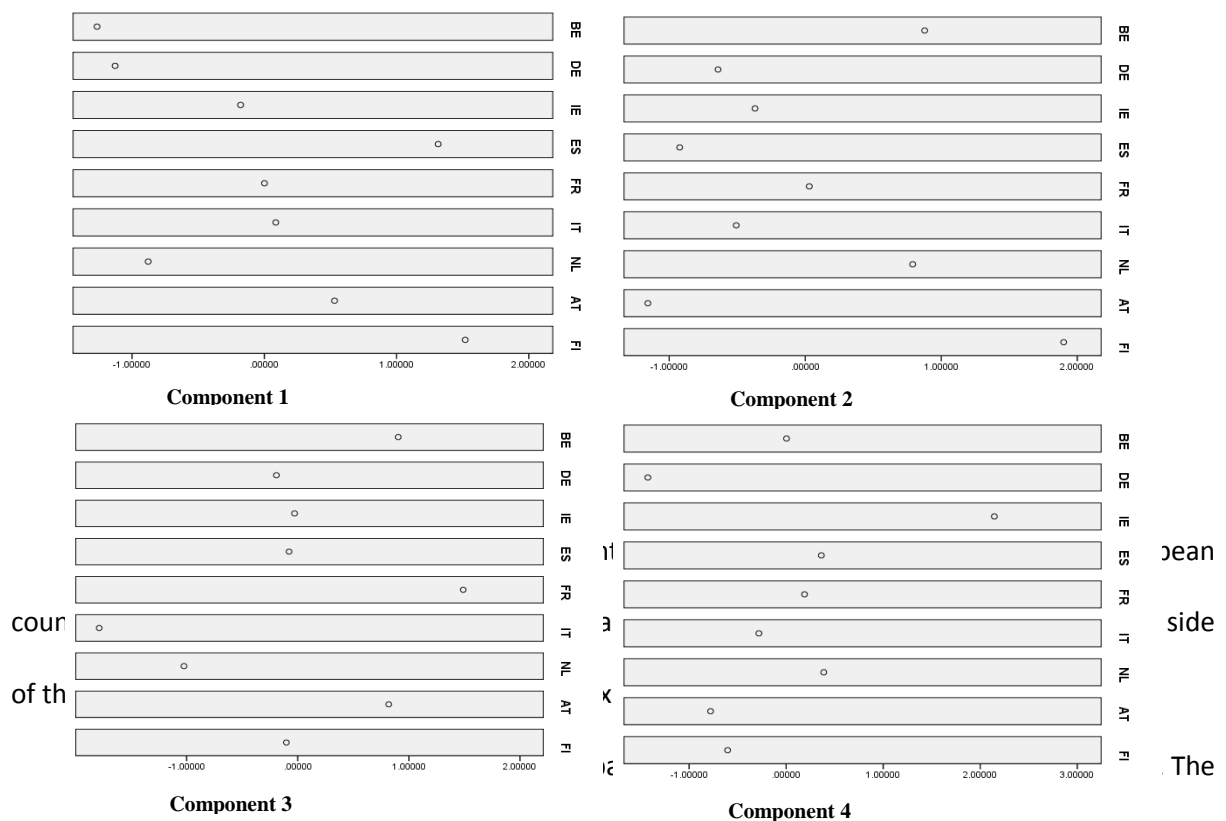 BE
DE
IE
ES
FR
IT
NL
AT
FI
-1.00000 .00000 1.00000 2.00000
Component 1
BE
DE
IE
ES
FR
IT
NL
AT
FI
-1.00000 .00000 1.00000 2.00000
Component 2
BE
DE
IE
ES
FR
IT
NL
AT
FI
-1.00000 .00000 1.00000 2.00000
Component 3
BE
DE
IE
ES
FR
IT
NL
AT
FI
-1.00000 .00000 1.00000 2.00000 3.00000
Component 4
pean
coun side
of th
. The